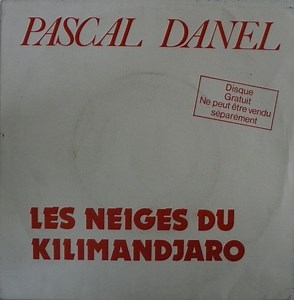 PASCAL DANEL
Disque
Gratuit
Ne peut être vendu
séparément
LES NEIGES DU
KILIMANDJARO